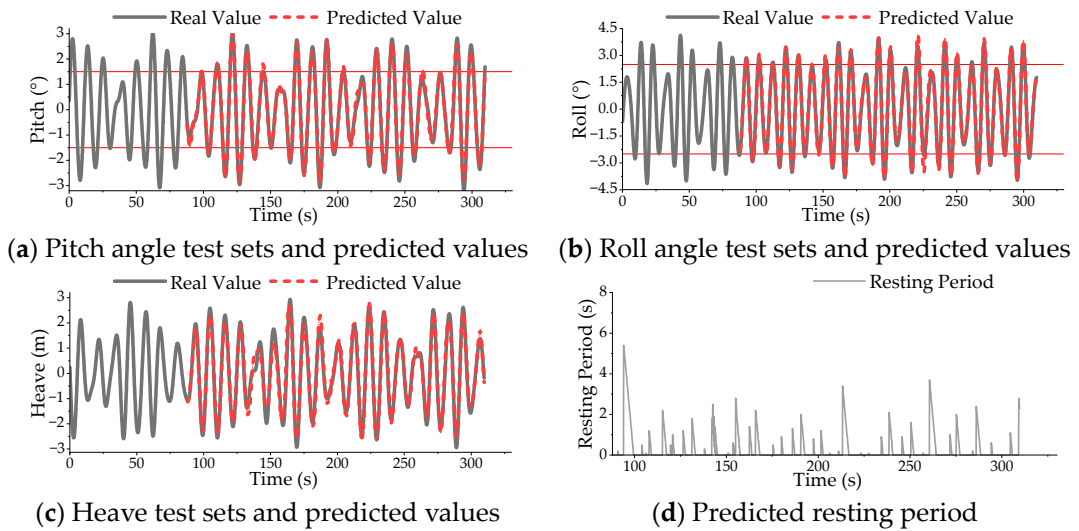 Real Value Predicted Value
3
2
1
0
−1
−2
−3
Pitch (°)
0 50 100 150 200 250 300
Time (s)
(a) Pitch angle test sets and predicted values
Real Value Predicted Value
4.5
3.0
1.5
0.0
−1.5
−3.0
−4.5
Roll (°)
0 50 100 150 200 250 300
Time (s)
(b) Roll angle test sets and predicted values
Real Value Predicted Value
3
2
1
0
−1
−2
−3
Heave (m)
0 50 100 150 200 250 300
Time (s)
(c) Heave test sets and predicted values
Resting Period
8
6
4
2
0
Resting Period (s)
100 150 200 250 300
Time (s)
(d) Predicted resting period